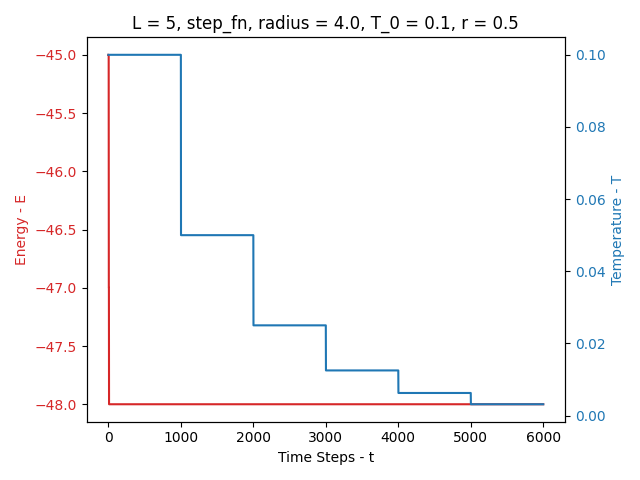 L = 5, step_fn, radius = 4.0, T_0 = 0.1, r = 0.5
−45.0
−45.5
−46.0
−46.5
−47.0
−47.5
−48.0
Energy - E
0.10
0.08
0.06
0.04
0.02
0.00
Temperature - T
0 1000 2000 3000 4000 5000 6000
Time Steps - t